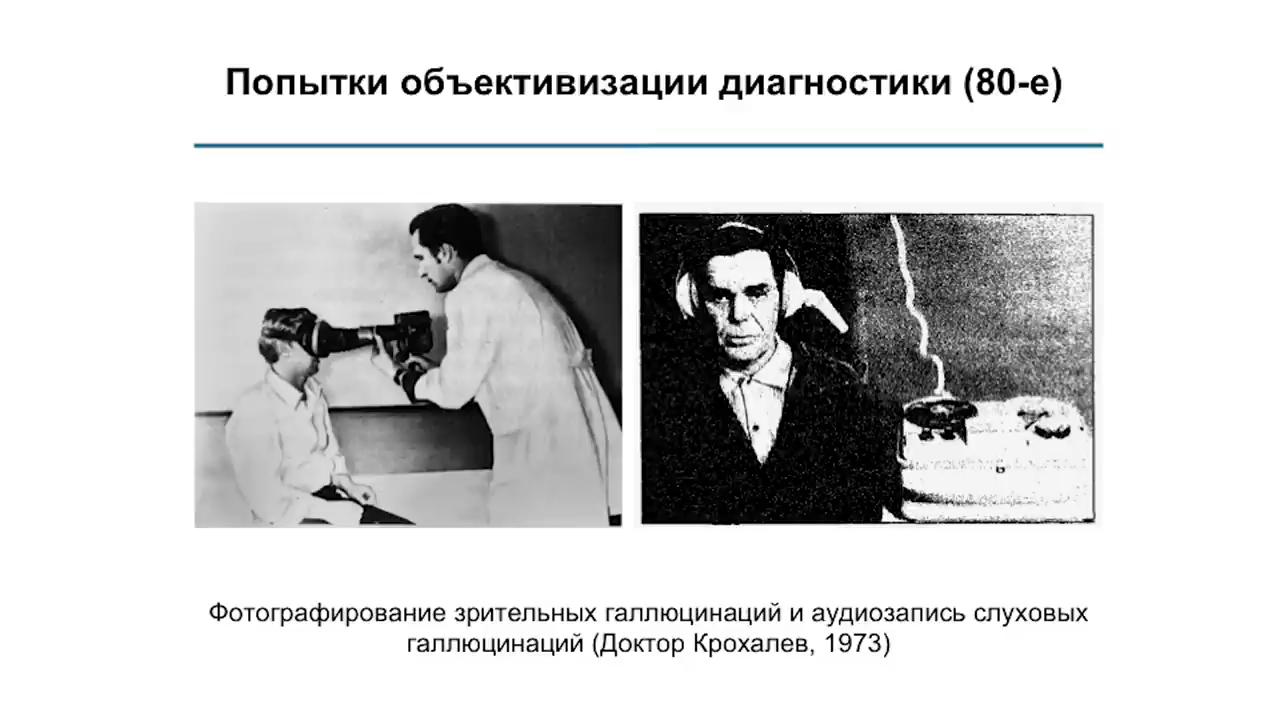 Попытки объективизации диагностики (80-е)
Фотографирование зрительных галлюцинаций и аудиозапись слуховых
галлюцинаций (Доктор Крохалев, 1973)